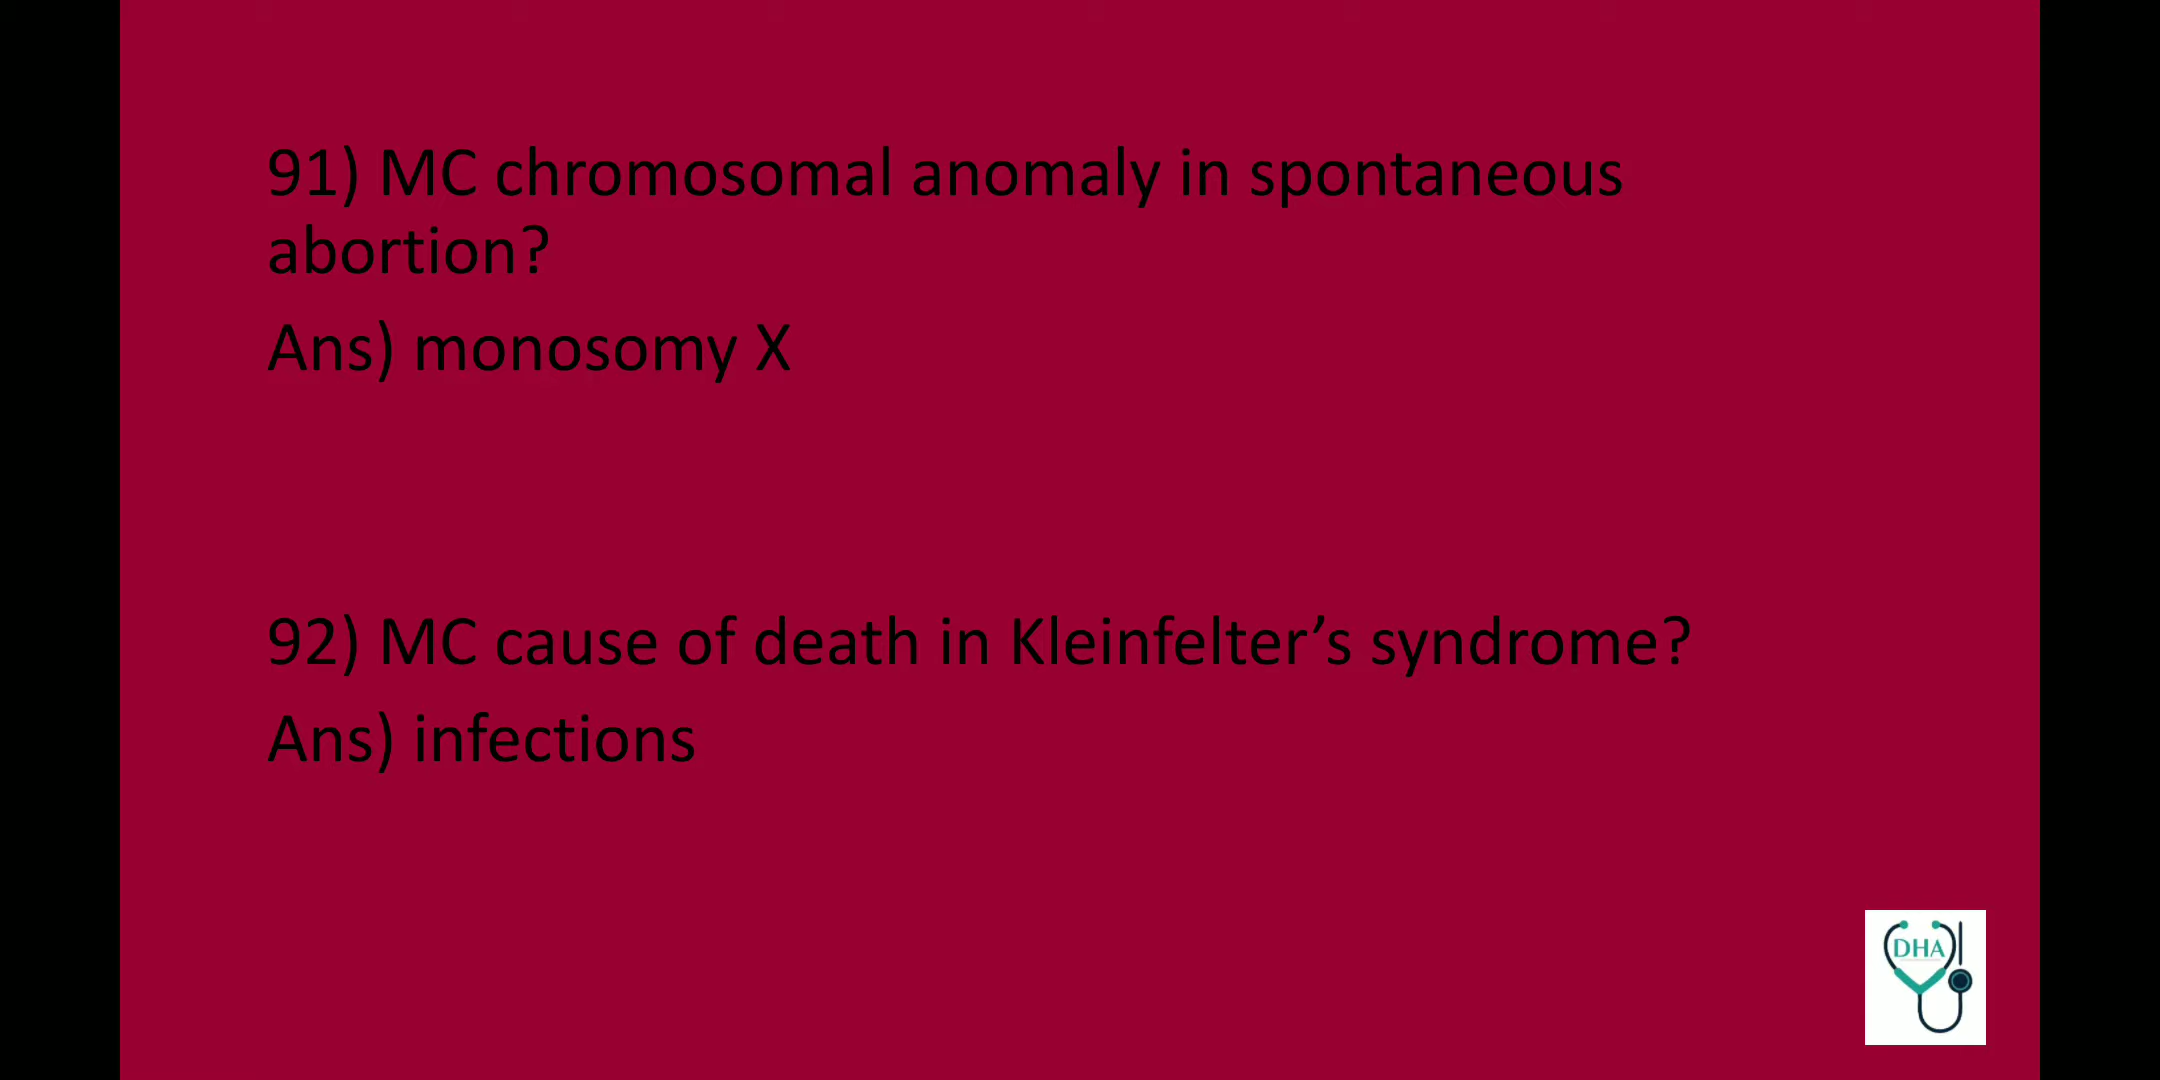 91) MC chromosomal anomaly in spontaneous
abortion?
Ans) monosomy X
92) MC cause of death in Kleinfelter’s syndrome?
Ans) infections
DHA